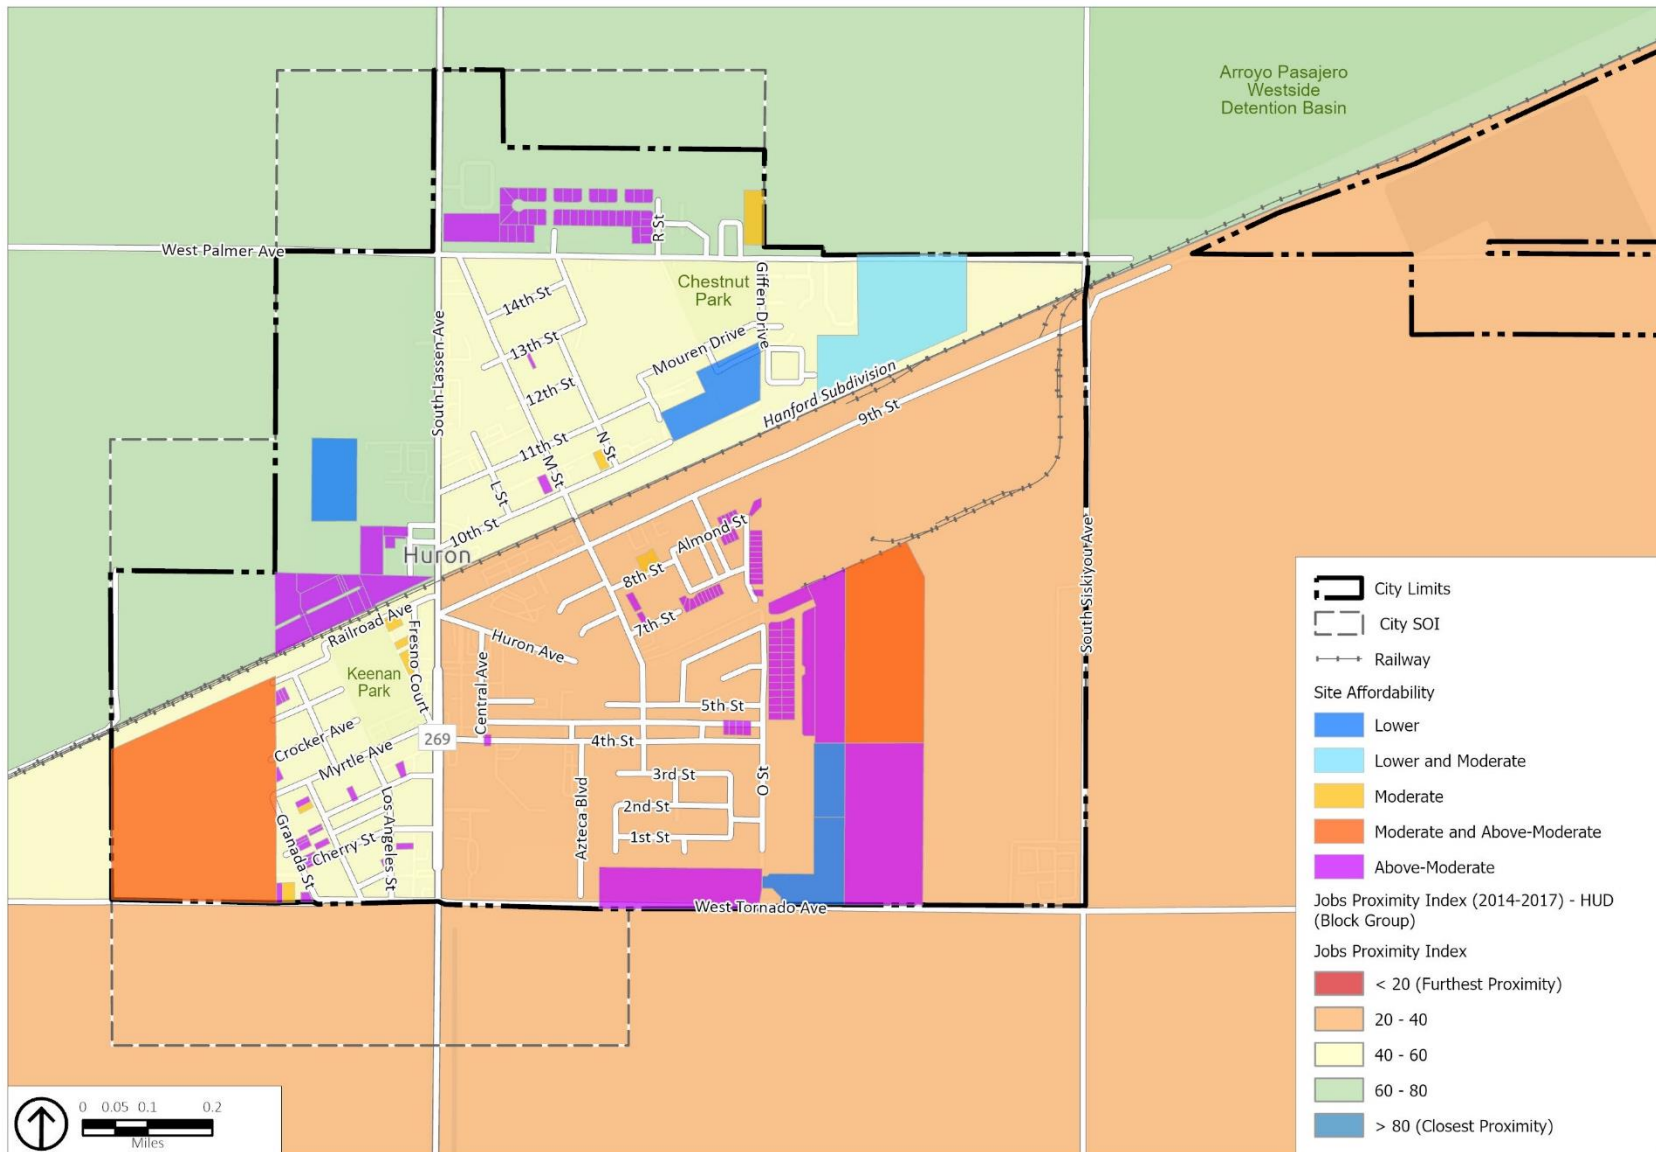 Arroyo Pasajero
Westside
Detention Basin
West Palmer Ave
R St
Chestnut
Park
Giffen Drive
14th St
13th St
12th St
11th St
10th St
South Lassen Ave
Mouren Drive
N St
M St
L St
Hanford Subdivision
9th St
Huron
Almond St
8th St
7th St
South Siskiyou Ave
Railroad Ave
Fresno Court
Huron Ave
Keenan
Park
Central Ave
5th St
269
4th St
Crocker Ave
Myrtle Ave
3rd St
2nd St
1st St
O St
Azteca Blvd
Los Angeles St
Granada St
Cherry St
West Tornado Ave
City Limits
City SOI
Railway
Site Affordability
Lower
Lower and Moderate
Moderate
Moderate and Above-Moderate
Above-Moderate
Jobs Proximity Index (2014-2017) - HUD
(Block Group)
Jobs Proximity Index
< 20 (Furthest Proximity)
20 - 40
40 - 60
60 - 80
> 80 (Closest Proximity)
0 0.05 0.1 0.2
Miles